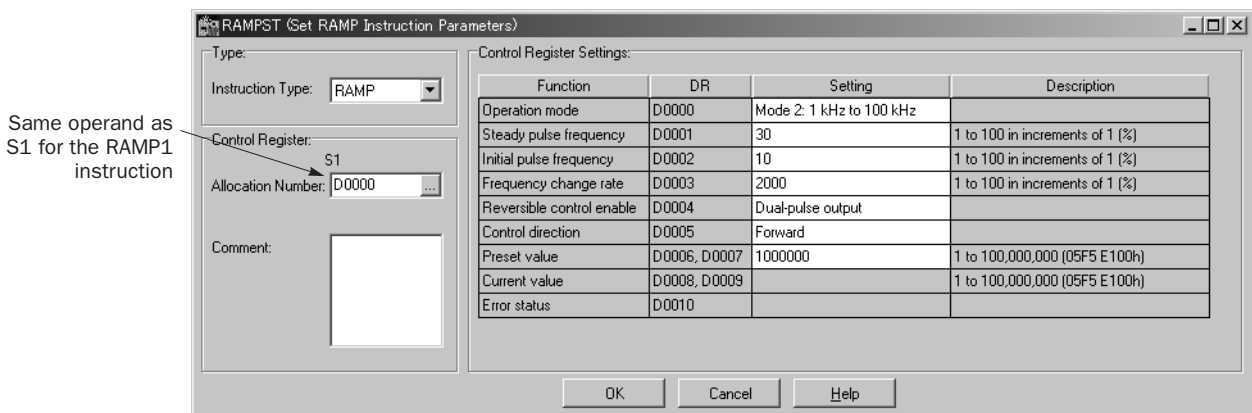 RAMPST (Set RAMP Instruction Parameters)
Type:
Instruction Type: RAMP
Same operand as
S1 for the RAMP1
instruction
Control Register:
S1
Allocation Number: D0000 ...
Comment:
Control Register Settings:
Function DR Setting Description
Operation mode D0000 Mode 2: 1 kHz to 100 kHz
Steady pulse frequency D0001 30 1 to 100 in increments of 1 (%)
Initial pulse frequency D0002 10 1 to 100 in increments of 1 (%)
Frequency change rate D0003 2000 1 to 100 in increments of 1 (%)
Reversible control enable D0004 Dual-pulse output
Control direction D0005 Forward
Preset value D0006, D0007 1000000 1 to 100,000,000 (05F5 E100h)
Current value D0008, D0009 1 to 100,000,000 (05F5 E100h)
Error status D0010
OK Cancel Help